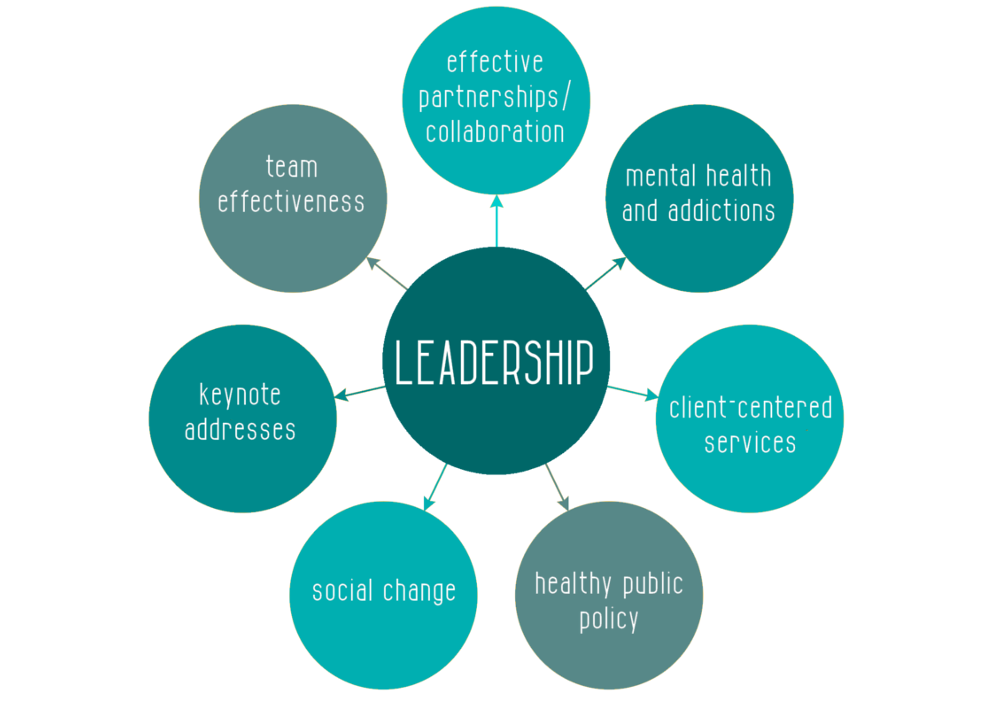 effective
partnerships/
collaboration
team
effectiveness
mental health
and addictions
LEADERSHIP
keynote
addresses
client-centered
services
social change
healthy public
policy